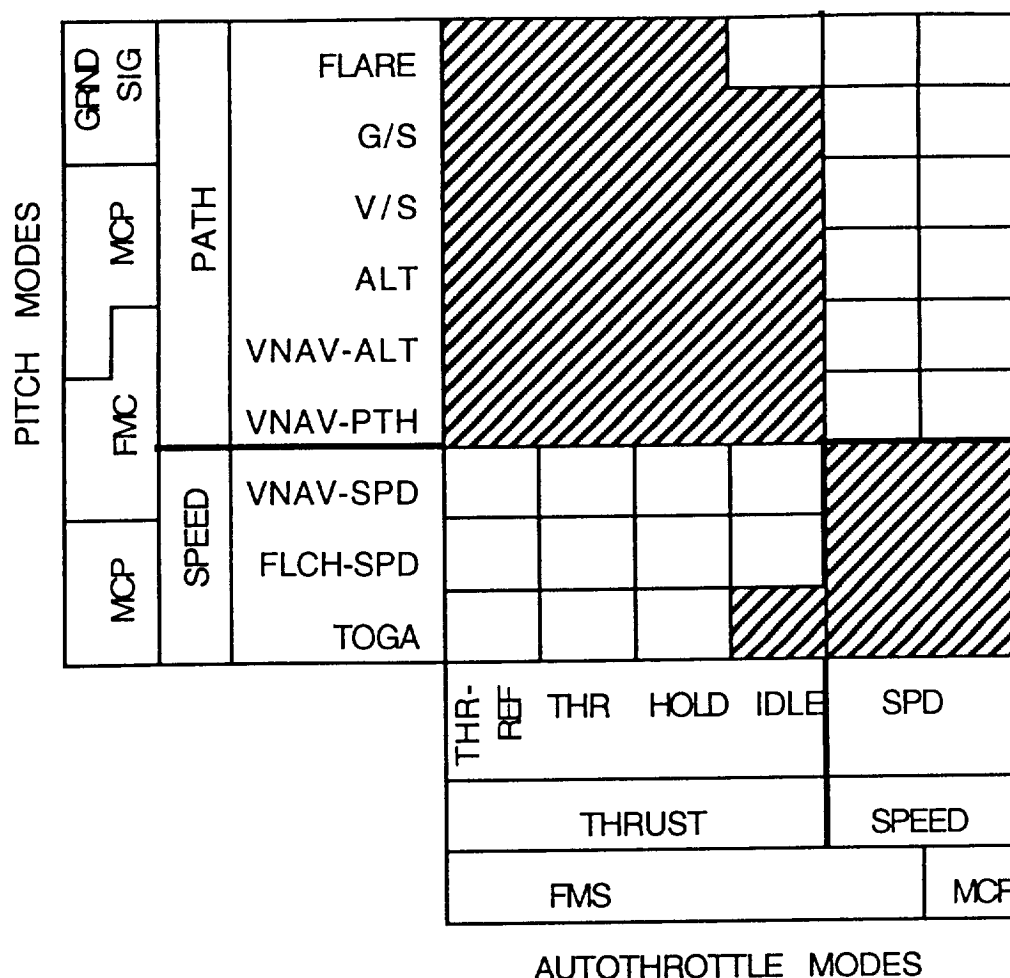 PITCH MODES
GRND
SIG
MCP
FMC
MCP
PATH
SPEED
FLARE
G/S
V/S
ALT
VNAV-ALT
VNAV-PTH
VNAV-SPD
FLCH-SPD
TOGA
THR-
REF
THR
HOLD
IDLE
SPD
THRUST
SPEED
FMS
MCP
AUTOTHROTTLE MODES